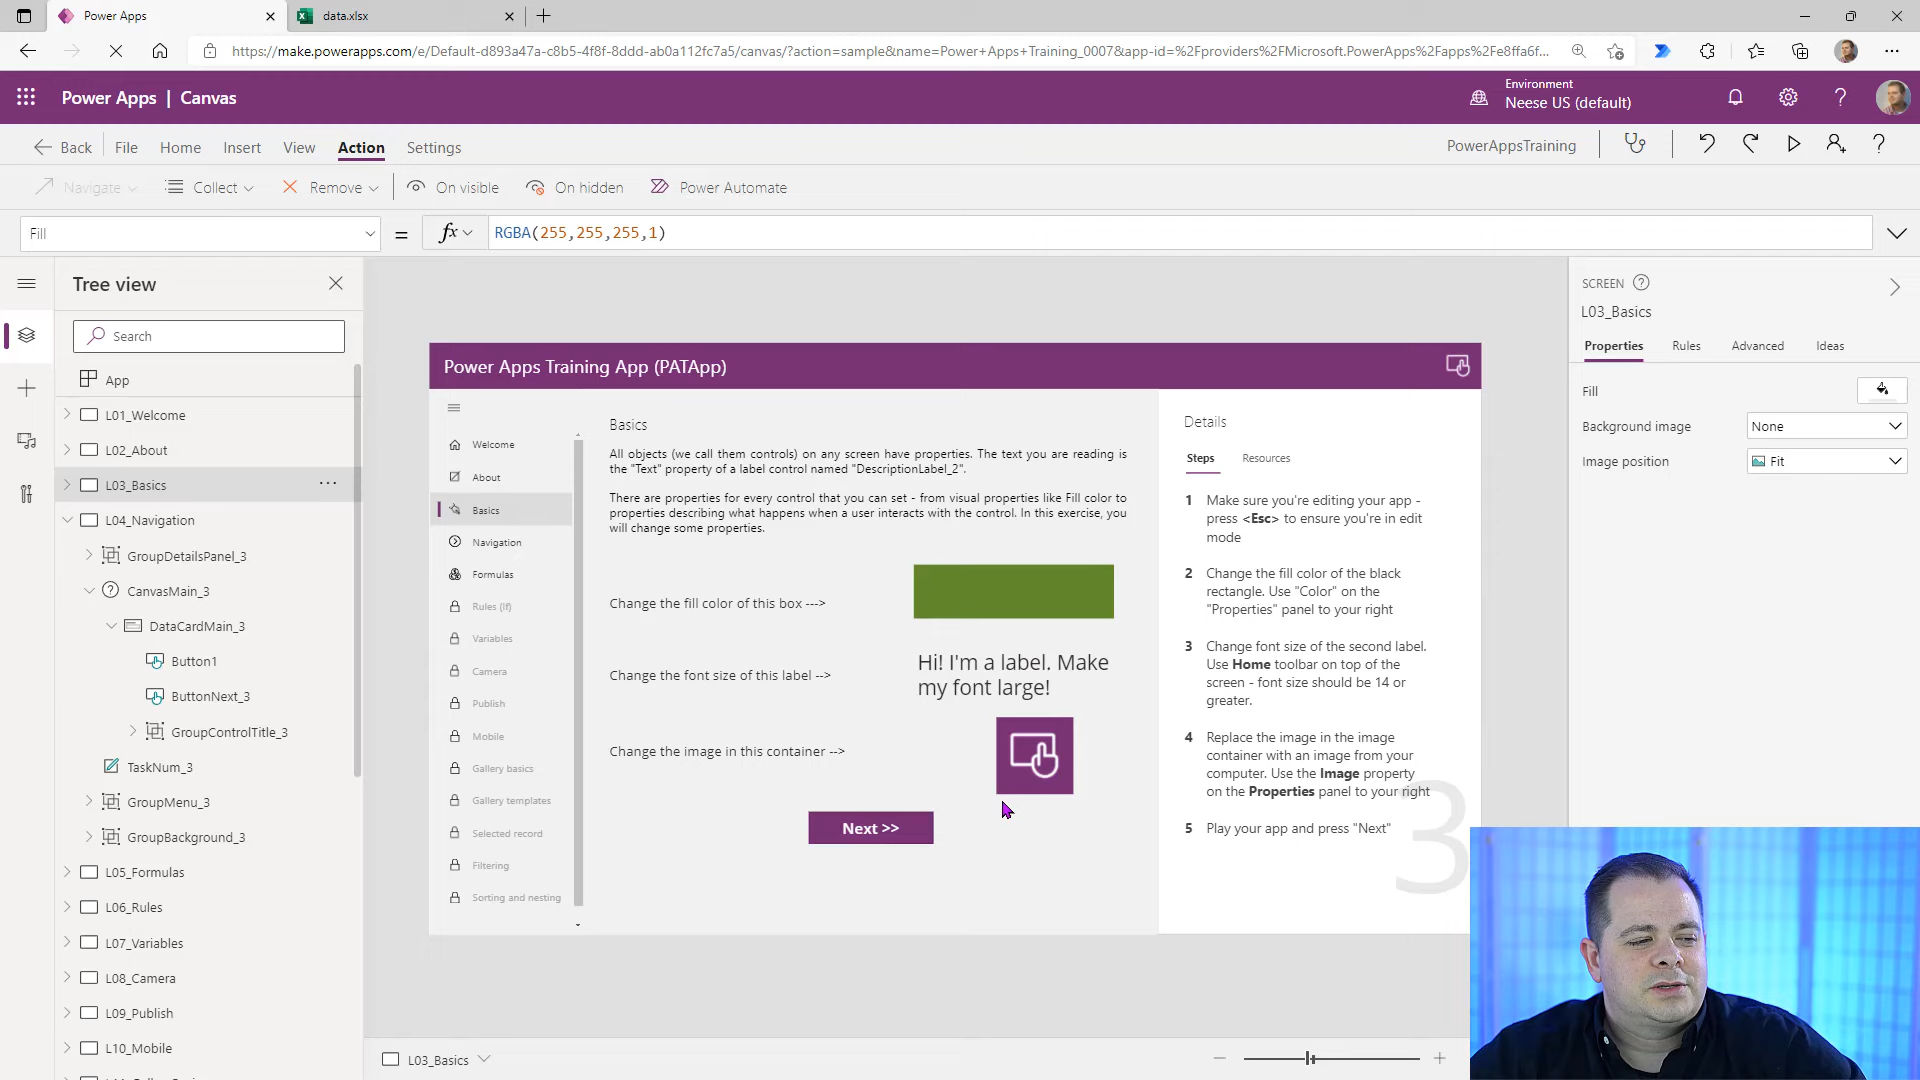 Power Apps
data.xlsx
https://make.powerapps.com/e/Default-d893a47a-c8b5-4f8f-8ddd-ab0a112fc7a5/canvas/?action=sample&name=Power+Apps+Training_0007&app-id=%2Fproviders%2FMicrosoft.PowerApps%2Fapps%2Fe8ffa6f...
Power Apps | Canvas
Environment
Neese US (default)
Back
File
Home
Insert
View
Action
Settings
PowerAppsTraining
Navigate
Collect
Remove
On visible
On hidden
Power Automate
Fill
=
fx
RGBA(255,255,255,1)
Tree view
Search
App
L01_Welcome
L02_About
L03_Basics
L04_Navigation
GroupDetailsPanel_3
CanvasMain_3
DataCardMain_3
Button1
ButtonNext_3
GroupControlTitle_3
TaskNum_3
GroupMenu_3
GroupBackground_3
L05_Formulas
L06_Rules
L07_Variables
L08_Camera
L09_Publish
L10_Mobile
Power Apps Training App (PATApp)
Welcome
About
Basics
Navigation
Formulas
Rules (If)
Variables
Camera
Publish
Mobile
Gallery basics
Gallery templates
Selected record
Filtering
Sorting and nesting
Basics
All objects (we call them controls) on any screen have properties. The text you are reading is
the "Text" property of a label control named "DescriptionLabel_2".
There are properties for every control that you can set - from visual properties like Fill color to
properties describing what happens when a user interacts with the control. In this exercise, you
will change some properties.
Change the fill color of this box --->
Change the font size of this label -->
Hi! I'm a label. Make
my font large!
Change the image in this container -->
Next >>
Details
Steps
Resources
1 Make sure you're editing your app -
press <Esc> to ensure you're in edit
mode
2 Change the fill color of the black
rectangle. Use "Color" on the
"Properties" panel to your right
3 Change font size of the second label.
Use Home toolbar on top of the
screen - font size should be 14 or
greater.
4 Replace the image in the image
container with an image from your
computer. Use the Image property
on the Properties panel to your right
5 Play your app and press "Next"
3
SCREEN
L03_Basics
Properties
Rules
Advanced
Ideas
Fill
Background image
None
Image position
Fit
L03_Basics